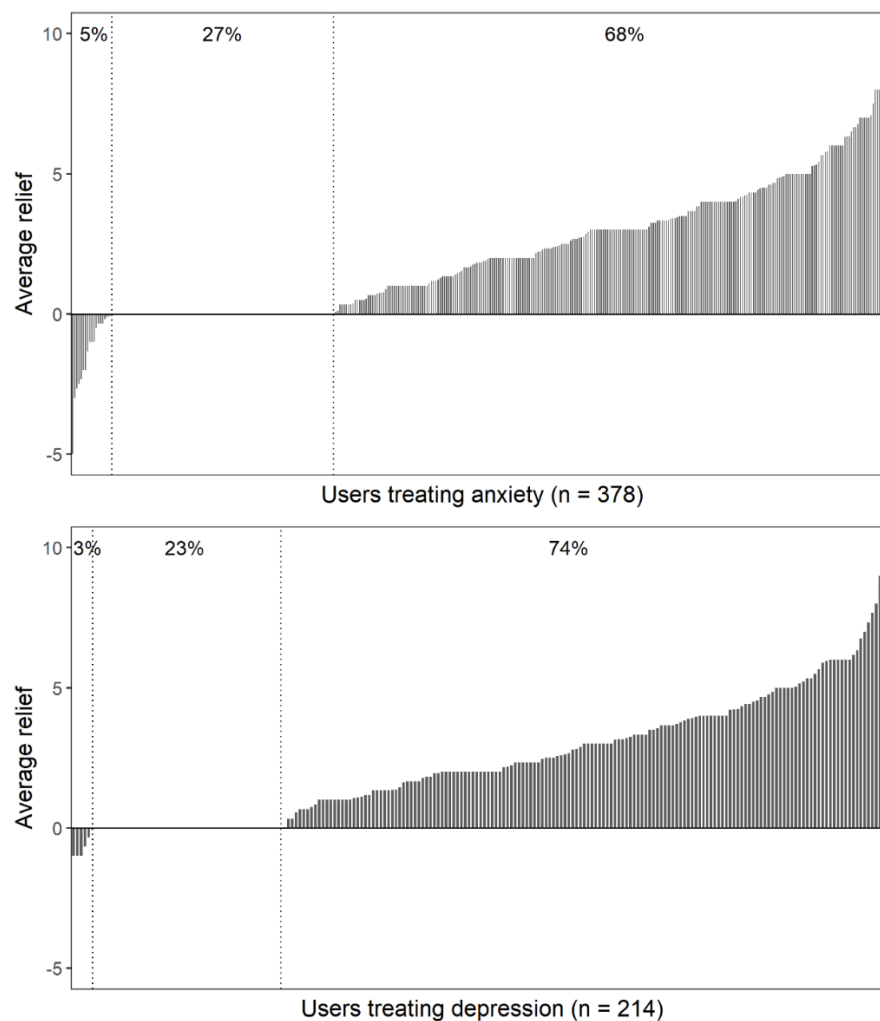 10
5% 27% 68%
5
0
-5
Average relief
Users treating anxiety (n = 378)
10
3% 23% 74%
5
0
-5
Average relief
Users treating depression (n = 214)